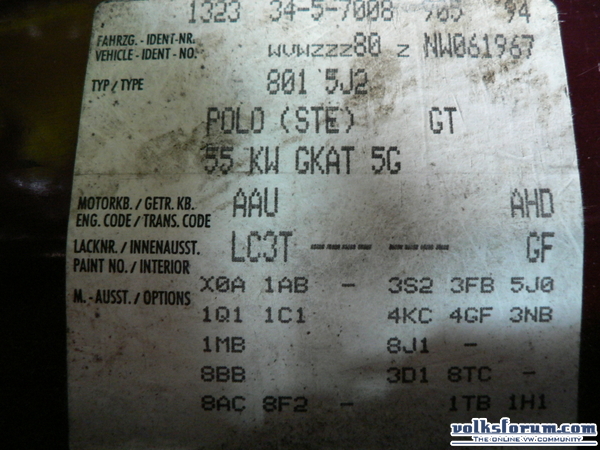 1323 34-5-7008 705 94
FAHRZG. - IDENT-NR. WVWZZZ80 Z NW061967
VEHICLE - IDENT - NO.
TYP / TYPE 801 5J2
POLO (STE) GT
55 KW GKAT 5G
MOTORKB. / GETR. KB. AAU AHD
ENG. CODE / TRANS. CODE
LACKNR. / INNENAUSST. LC3T ---- --- GF
PAINT NO. / INTERIOR
M. - AUSST. / OPTIONS X0A 1AB - 3S2 3FB 5J0
1Q1 1C1 4KC 4GF 3NB
1MB 8J1 -
8BB 3D1 8TC -
8AC 8F2 - 1TB 1H1
volksforum.com
THE-ONLINE-VW-COMMUNITY